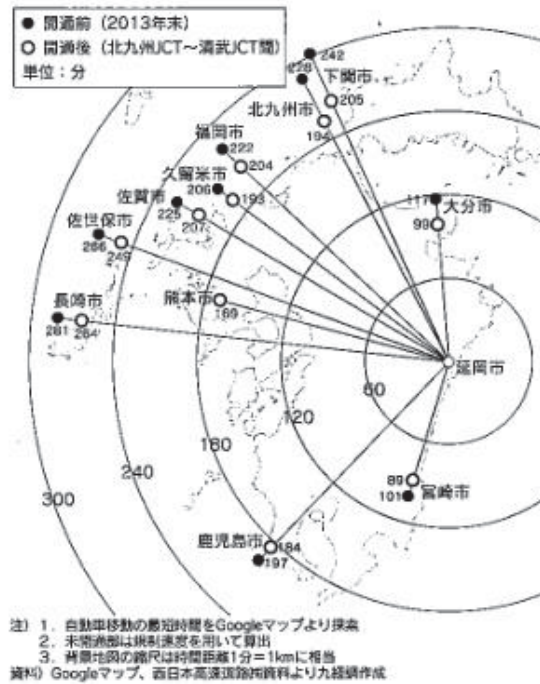 ● 開通前（2013年末）
○ 開通後（北九州JCT～清武JCT間）
単位：分
242
228
下関市
205
北九州市
194
福岡市
222
204
久留米市
206
193
佐賀市
225
207
117
大分市
99
佐世保市
266
249
長崎市
281
264
熊本市
169
延岡市
60
120
180
240
300
89
101
宮崎市
鹿児島市
184
197
注）1．自動車移動の最短時間をGoogleマップより探索
2．未開通部は規制速度を用いて算出
3．背景地図の縮尺は時間距離1分＝1kmに相当
資料）Googleマップ、西日本高速道路㈱資料より九経調作成